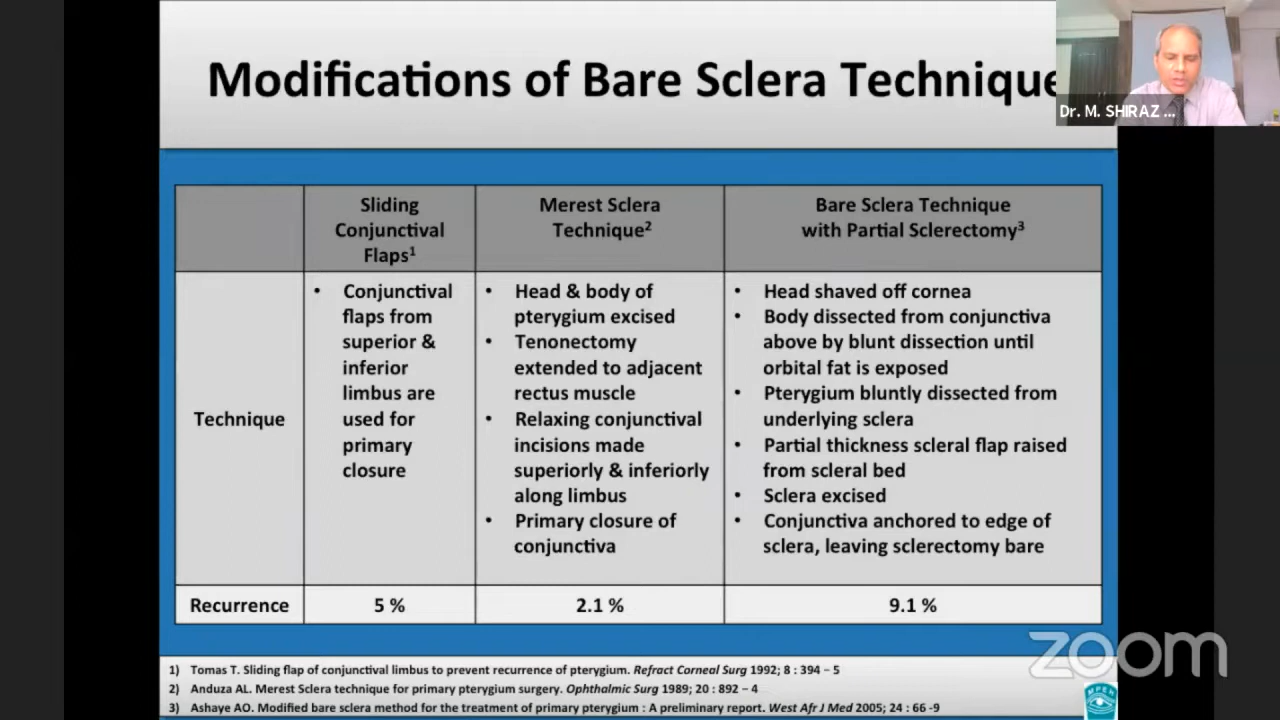 Modifications of Bare Sclera Technique
Dr. M. SHIRAZ ...
Sliding
Conjunctival
Flaps1
Merest Sclera
Technique2
Bare Sclera Technique
with Partial Sclerectomy3
Technique
• Conjunctival
flaps from
superior &
inferior
limbus are
used for
primary
closure
• Head & body of
pterygium excised
• Tenonectomy
extended to adjacent
rectus muscle
• Relaxing conjunctival
incisions made
superiorly & inferiorly
along limbus
• Primary closure of
conjunctiva
• Head shaved off cornea
• Body dissected from conjunctiva
above by blunt dissection until
orbital fat is exposed
• Pterygium bluntly dissected from
underlying sclera
• Partial thickness scleral flap raised
from scleral bed
• Sclera excised
• Conjunctiva anchored to edge of
sclera, leaving sclerectomy bare
Recurrence
5 %
2.1 %
9.1 %
1) Tomas T. Sliding flap of conjunctival limbus to prevent recurrence of pterygium. Refract Corneal Surg 1992; 8 : 394 – 5
2) Anduza AL. Merest Sclera technique for primary pterygium surgery. Ophthalmic Surg 1989; 20 : 892 – 4
3) Ashaye AO. Modified bare sclera method for the treatment of primary pterygium : A preliminary report. West Afr J Med 2005; 24 : 66 -9
zoom
MPEH